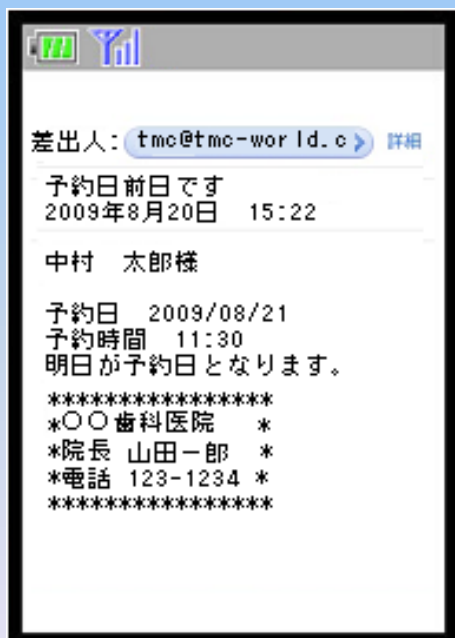 差出人: tmc@tmc-world.c 詳細
予約日前日です
2009年8月20日　15:22
中村　太郎様
予約日　2009/08/21
予約時間　11:30
明日が予約日となります。
****************
*〇〇歯科医院　　*
*院長 山田一郎　*
*電話 123-1234 *
****************